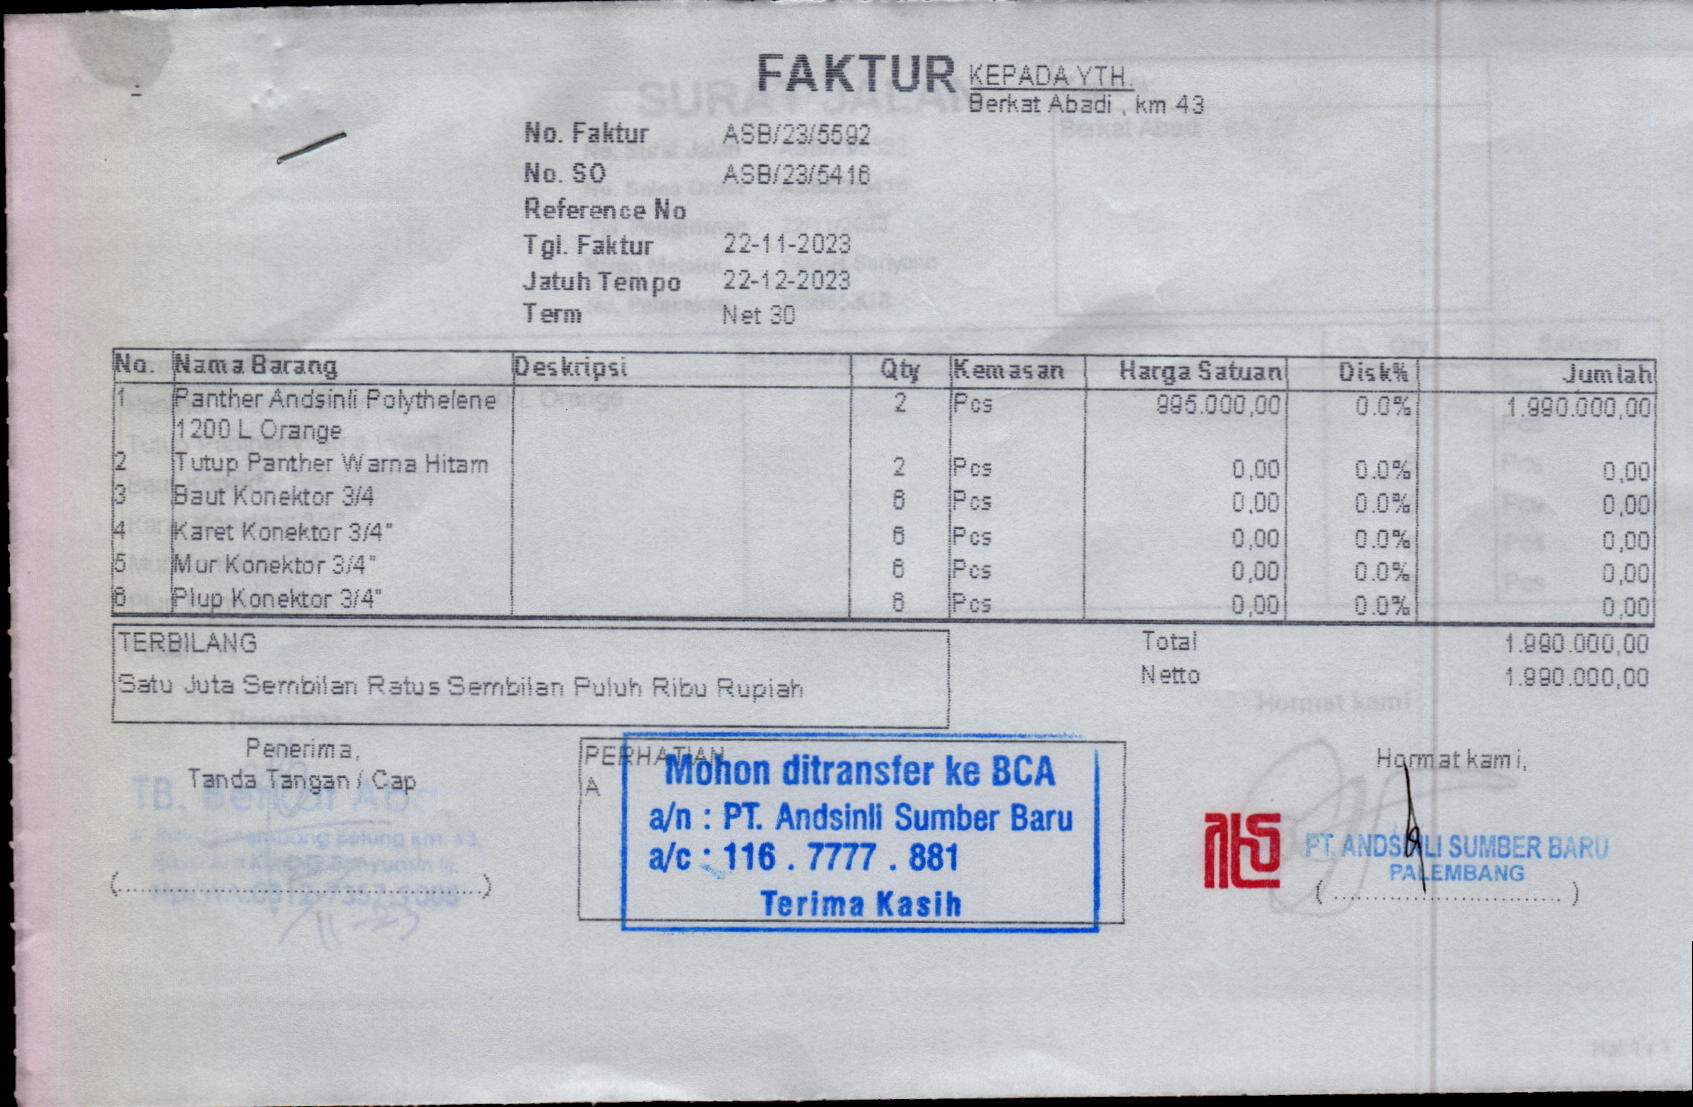 FAKTUR
KEPADA YTH.
Berkat Abadi , km 43
No. Faktur ASB/23/5592
No. SO ASB/23/5416
Reference No
Tgl. Faktur 22-11-2023
Jatuh Tempo 22-12-2023
Term Net 30
No. Nama Barang Deskripsi Qty Kemasan Harga Satuan Disk% Jumlah
1 Panther Andsinli Polythelene 2 Pcs 995.000,00 0.0% 1.990.000,00
1200 L Orange
2 Tutup Panther Warna Hitam 2 Pcs 0,00 0.0% 0,00
3 Baut Konektor 3/4 6 Pcs 0,00 0.0% 0,00
4 Karet Konektor 3/4" 6 Pcs 0,00 0.0% 0,00
5 Mur Konektor 3/4" 6 Pcs 0,00 0.0% 0,00
6 Plup Konektor 3/4" 6 Pcs 0,00 0.0% 0,00
TERBILANG
Satu Juta Sembilan Ratus Sembilan Puluh Ribu Rupiah
Total 1.990.000,00
Netto 1.990.000,00
Penerima,
Tanda Tangan / Cap
(..............................)
PERHATIAN
A
Mohon ditransfer ke BCA
a/n : PT. Andsinli Sumber Baru
a/c : 116 . 7777 . 881
Terima Kasih
Hormat kami,
PT. ANDSINLI SUMBER BARU
PALEMBANG
(..............................)